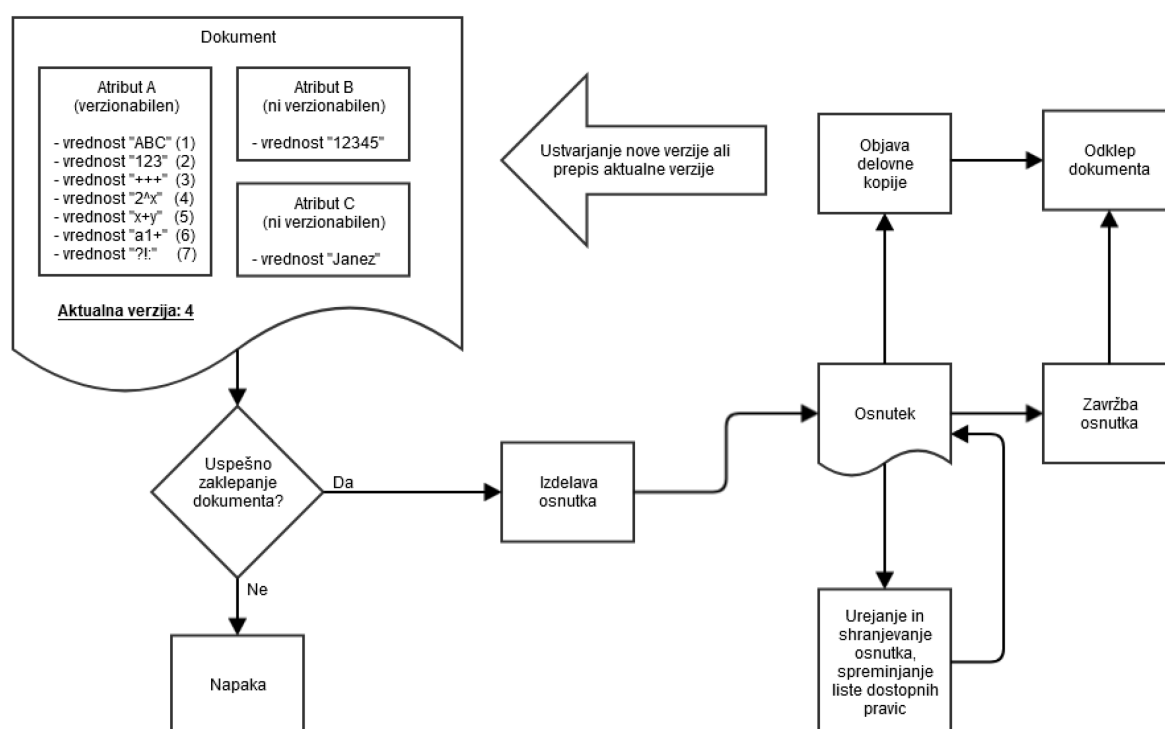 Dokument
Atribut A
(verzionabilen)
- vrednost "ABC" (1)
- vrednost "123" (2)
- vrednost "+++" (3)
- vrednost "2^x" (4)
- vrednost "x+y" (5)
- vrednost "a1+" (6)
- vrednost "?!:" (7)
Atribut B
(ni verzionabilen)
- vrednost "12345"
Atribut C
(ni verzionabilen)
- vrednost "Janez"
Aktualna verzija: 4
Ustvarjanje nove verzije ali
prepis aktualne verzije
Objava
delovne
kopije
Odklep
dokumenta
Uspešno
zaklepanje
dokumenta?
Da
Ne
Napaka
Izdelava
osnutka
Osnutek
Zavržba
osnutka
Urejanje in
shranjevanje
osnutka,
spreminjanje
liste dostopnih
pravic